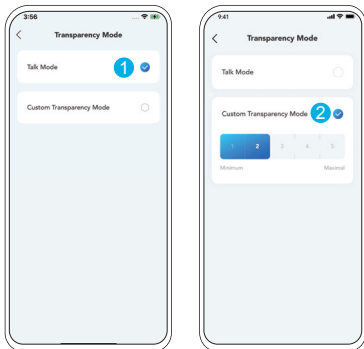 3:56
Transparency Mode
Talk Mode
1
Custom Transparency Mode
9:41
Transparency Mode
Talk Mode
Custom Transparency Mode
2
1 2 3 4 5
Minimum Maximal